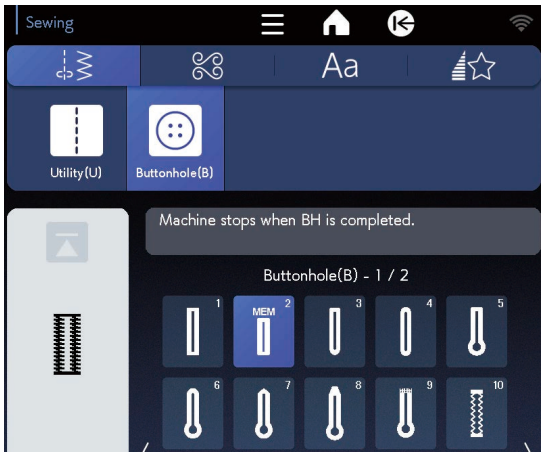 Sewing
Aa
Utility(U)
Buttonhole(B)
Machine stops when BH is completed.
Buttonhole(B) - 1 / 2
1
MEM 2
3
4
5
6
7
8
9
10